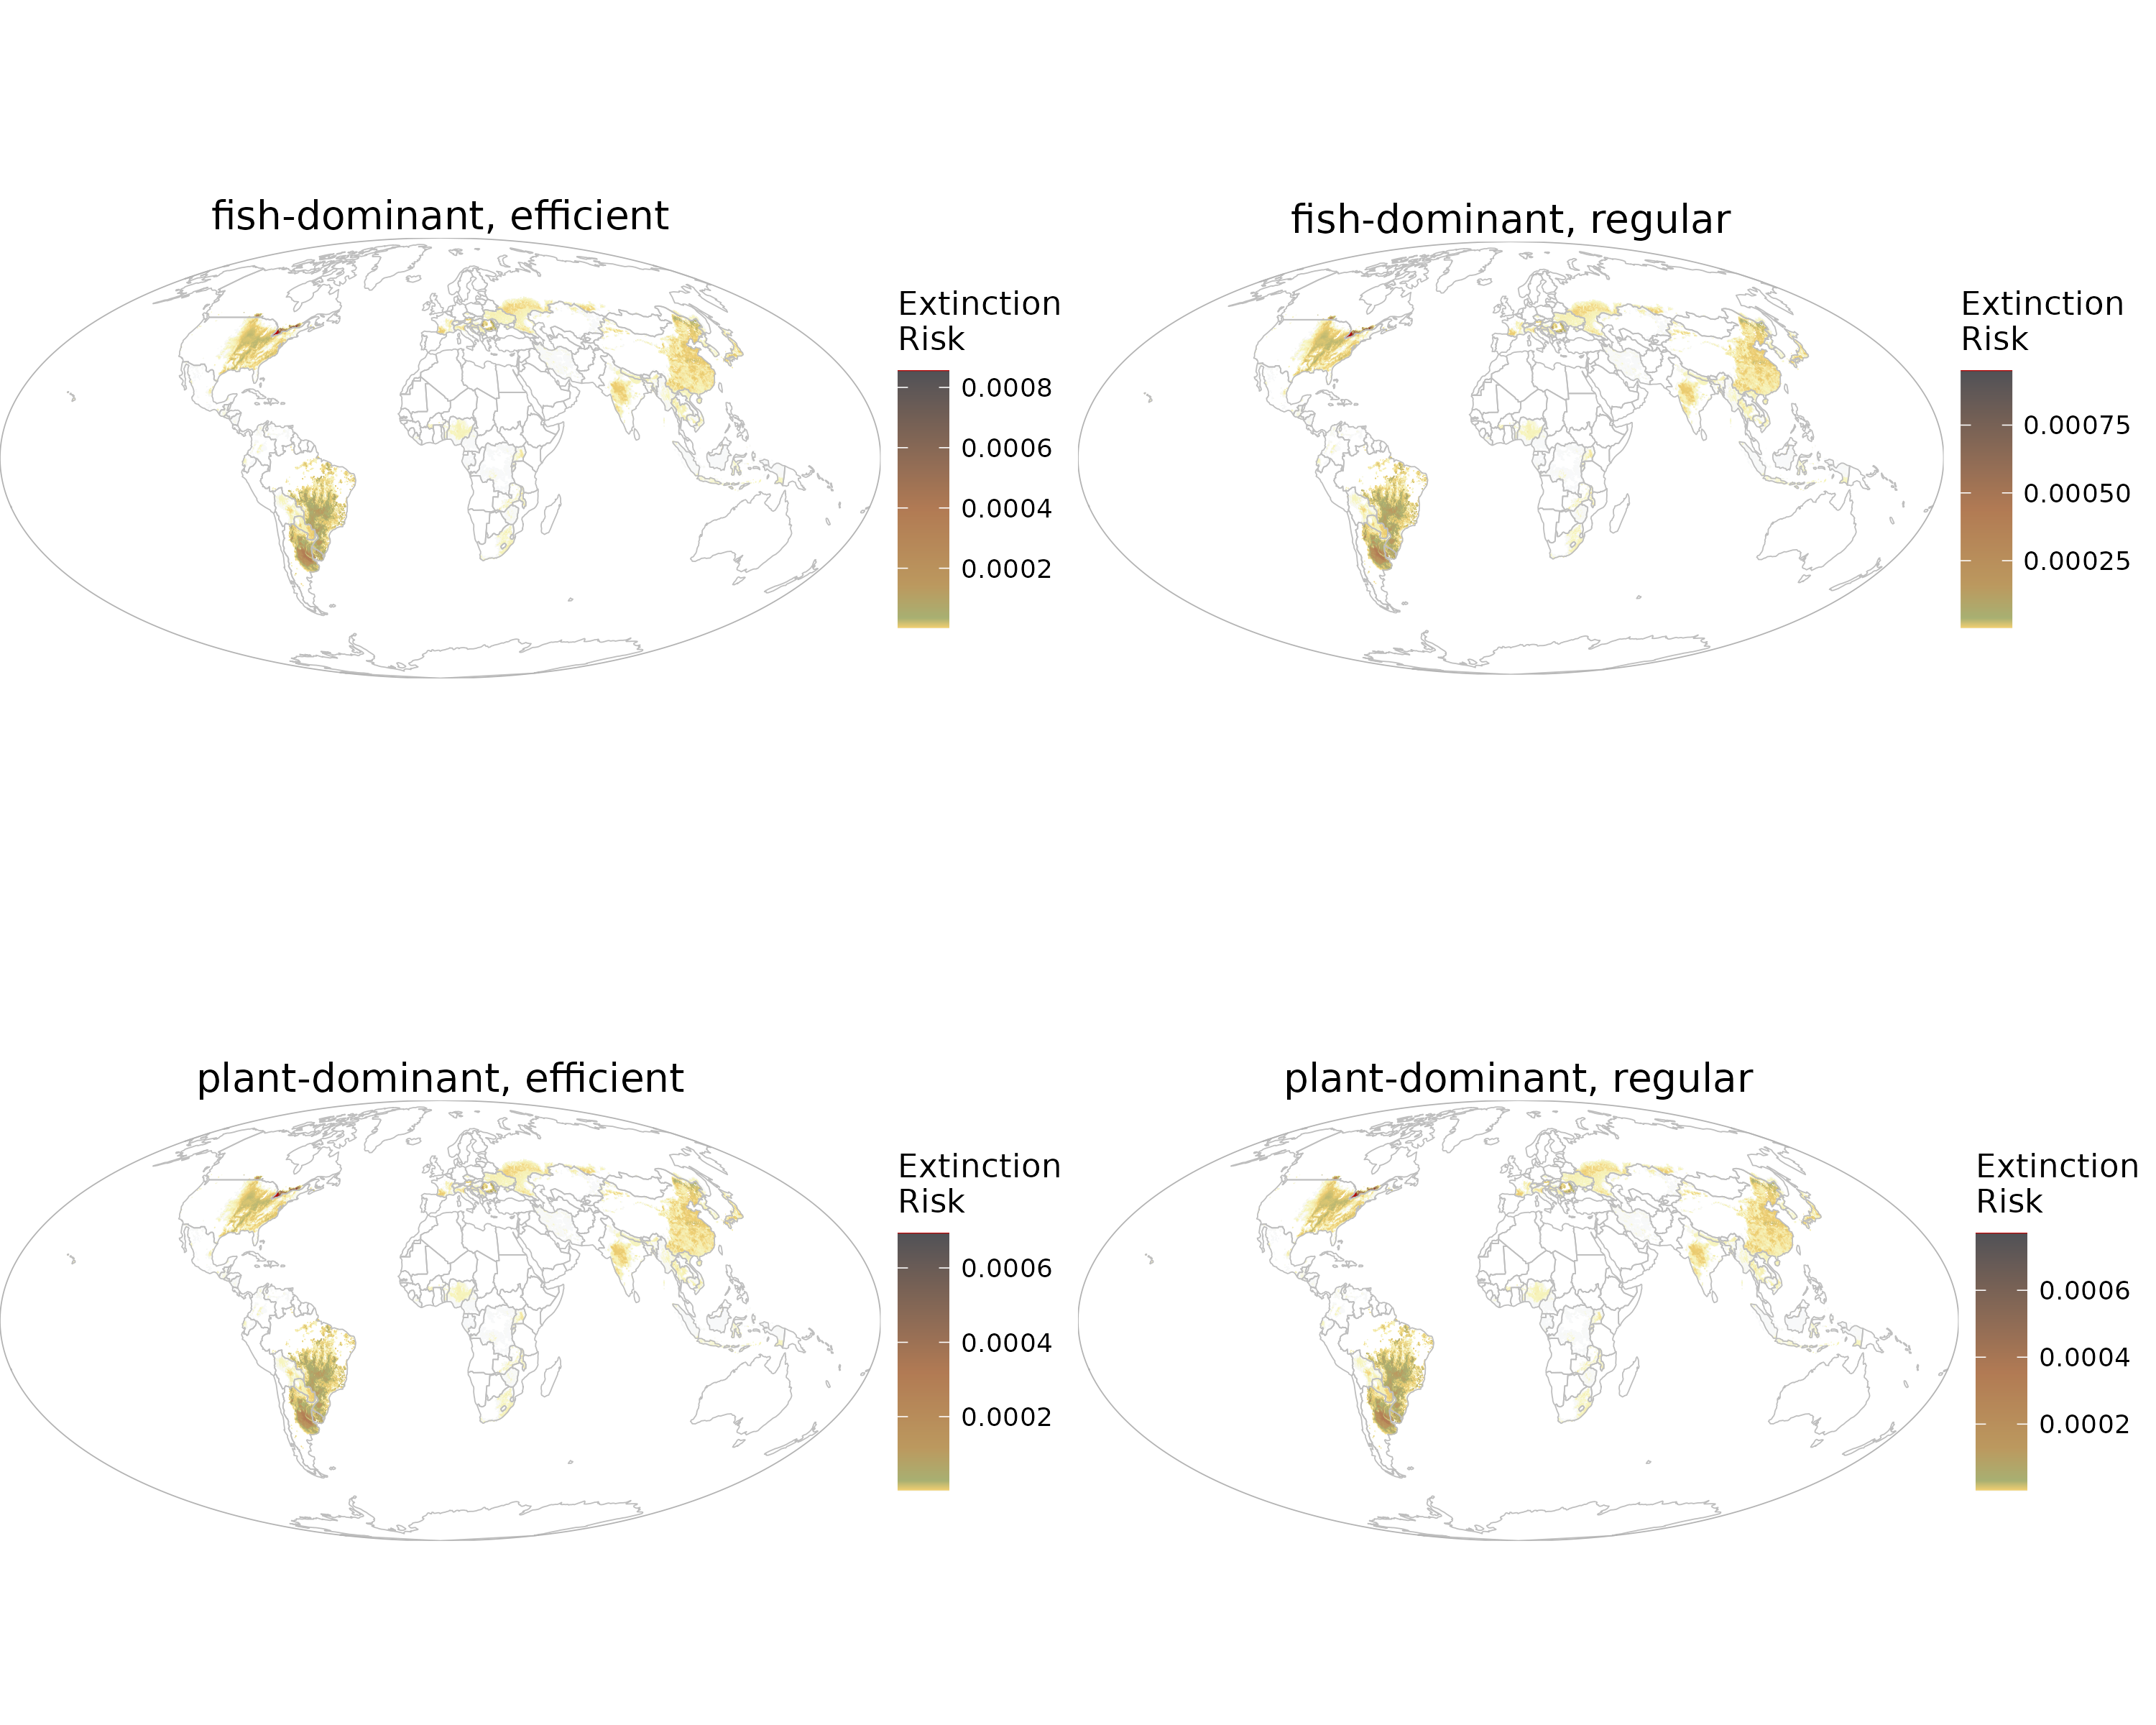 fish-dominant, efficient
Extinction
Risk
0.0008
0.0006
0.0004
0.0002
fish-dominant, regular
Extinction
Risk
0.00075
0.00050
0.00025
plant-dominant, efficient
Extinction
Risk
0.0006
0.0004
0.0002
plant-dominant, regular
Extinction
Risk
0.0006
0.0004
0.0002